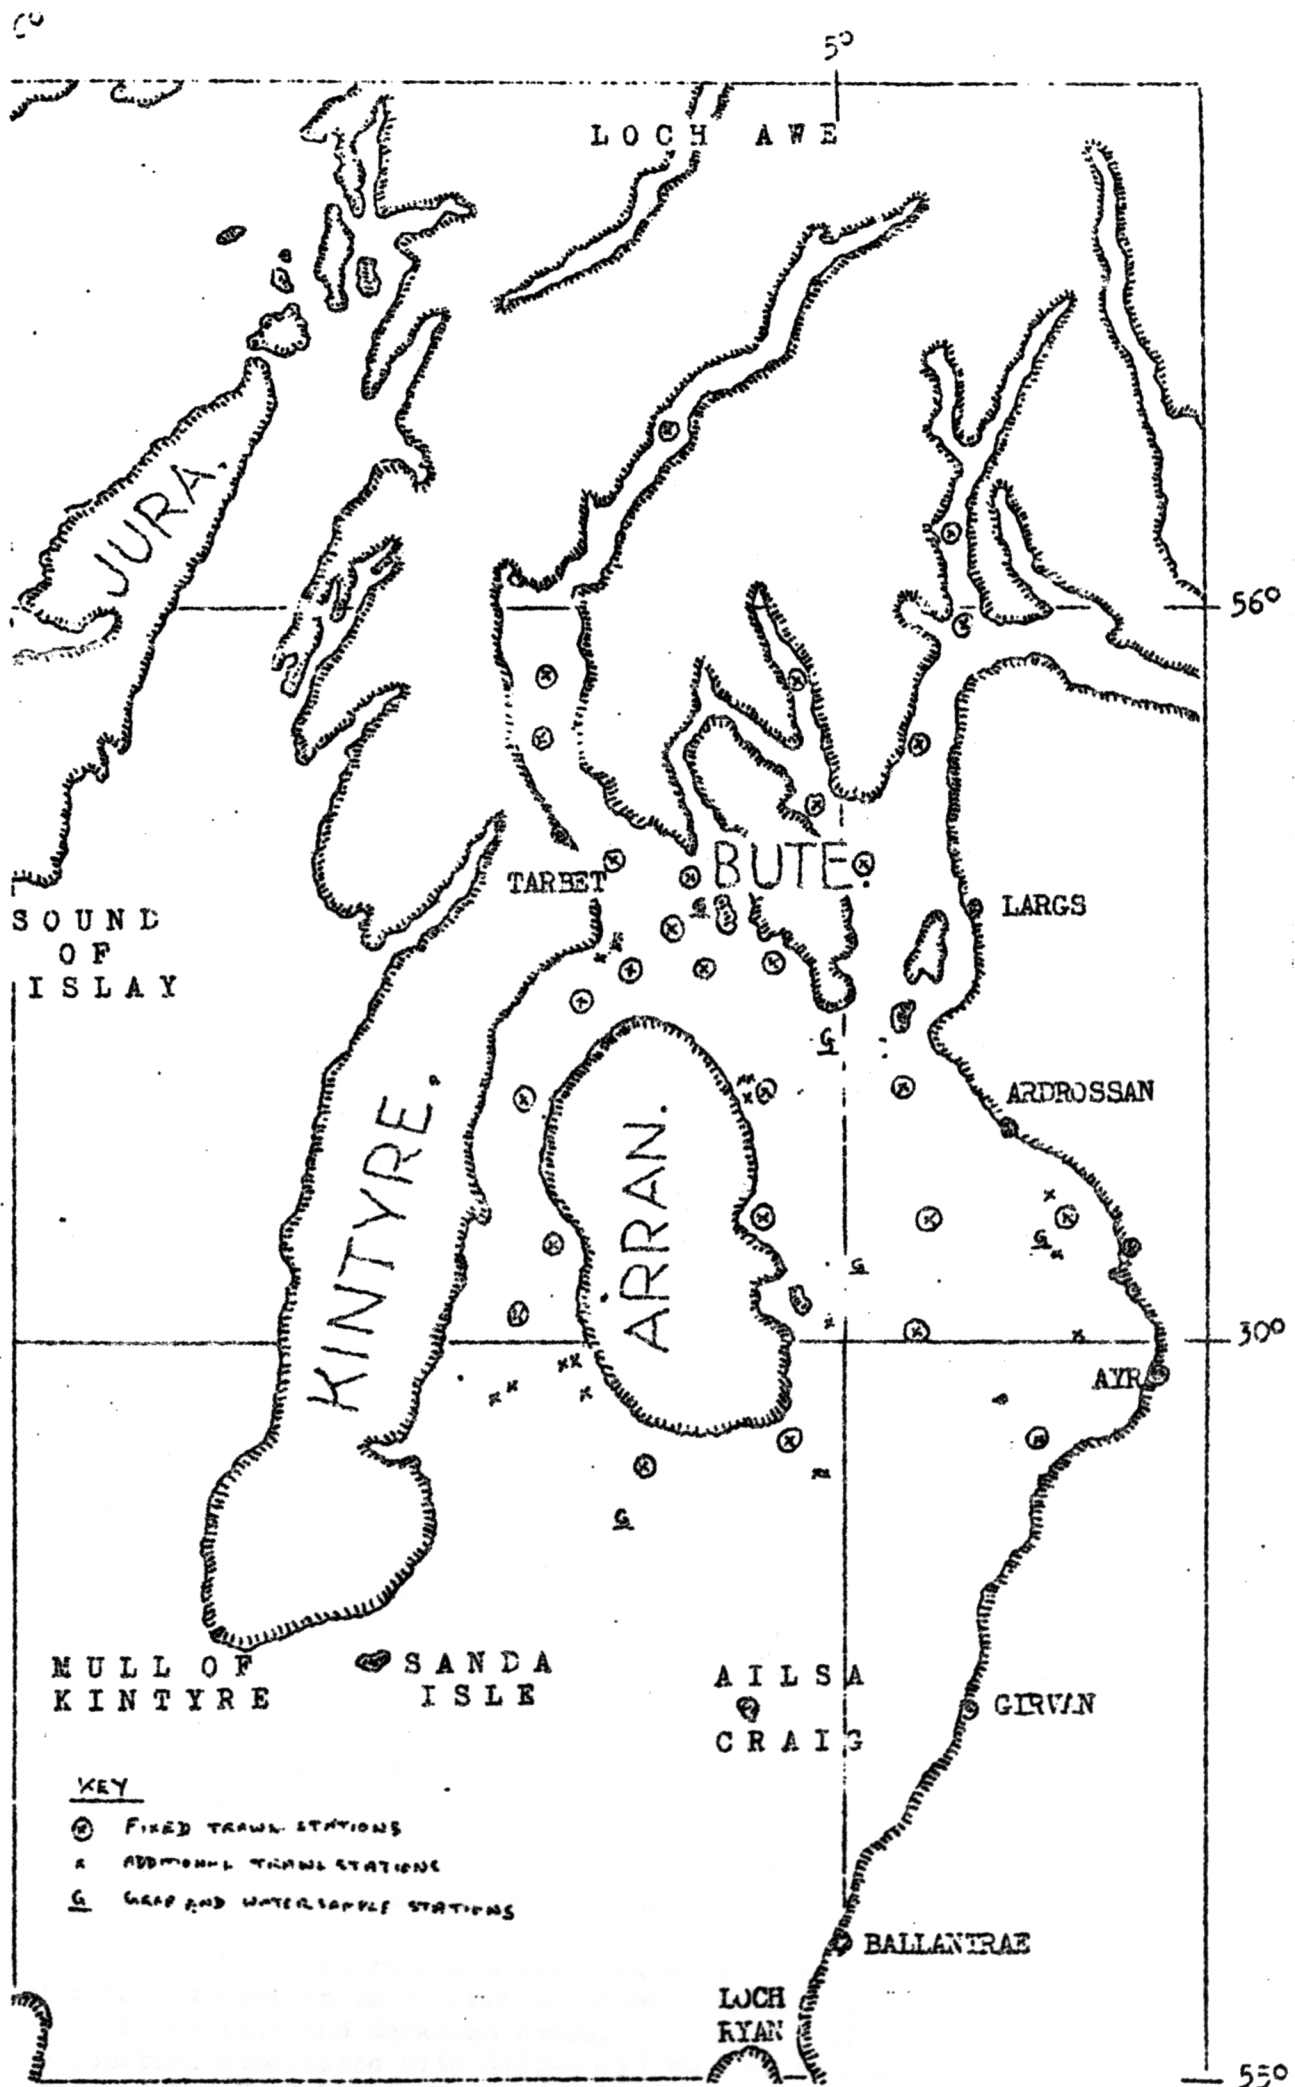 6°
5°
LOCH AWE
JURA.
56°
BUTE.
TARBET
LARGS
SOUND
OF
ISLAY
ARDROSSAN
KINTYRE.
ARRAN.
G
G
G
30°
AYR
G
MULL OF
KINTYRE
SANDA
ISLE
AILSA
CRAIG
GIRVAN
KEY
FIXED TRAWL STATIONS
x ADDITIONAL TRAWL STATIONS
G GRAB AND WATERSAMPLE STATIONS
BALLANTRAE
LOCH
RYAN
55°